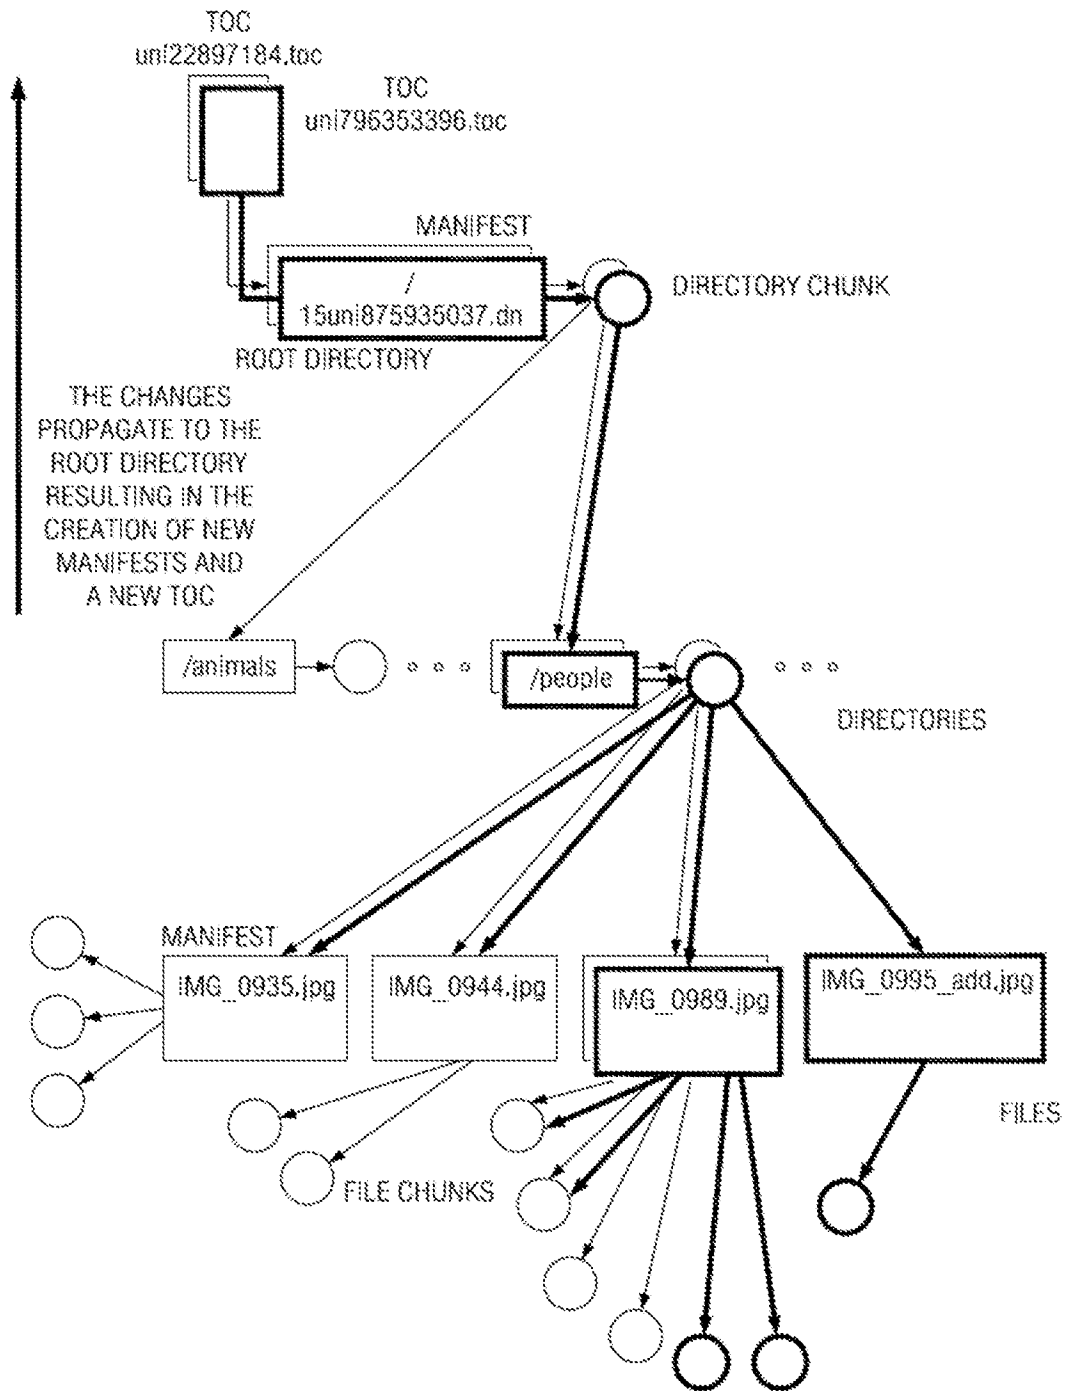 TOC
uni22897184.toc
TOC
uni796353396.toc
MANIFEST
/
15uni875935037.dn
DIRECTORY CHUNK
ROOT DIRECTORY
THE CHANGES
PROPAGATE TO THE
ROOT DIRECTORY
RESULTING IN THE
CREATION OF NEW
MANIFESTS AND
A NEW TOC
/animals
/people
DIRECTORIES
MANIFEST
IMG_0935.jpg
IMG_0944.jpg
IMG_0989.jpg
IMG_0995_add.jpg
FILES
FILE CHUNKS